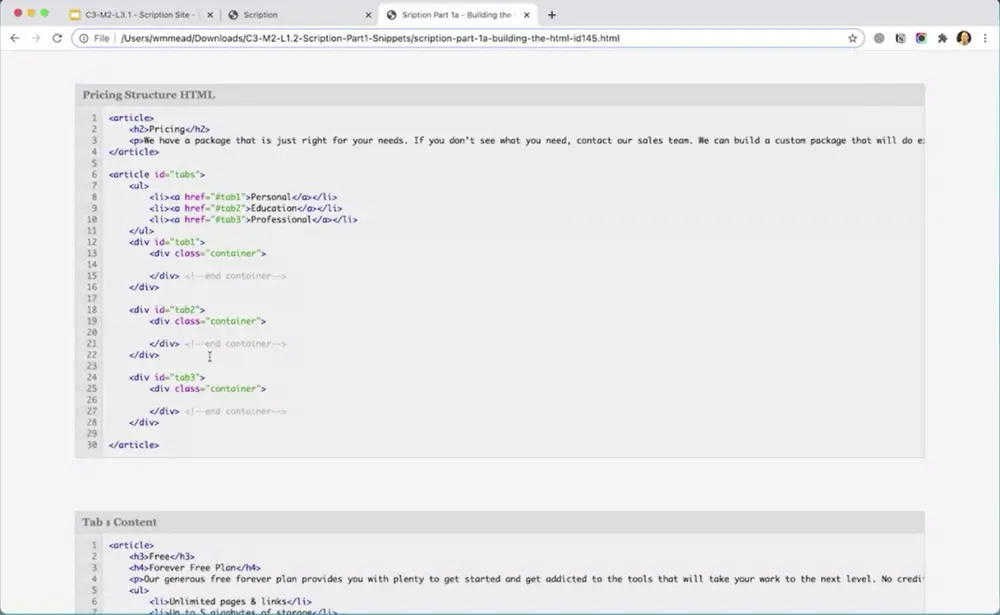 C3-M2-L3.1 - Scription Site -
Scription
Sription Part 1a - Building the
File /Users/wmmead/Downloads/C3-M2-L1.2-Scription-Part1-Snippets/scription-part-1a-building-the-html-id145.html
Pricing Structure HTML
1 <article>
2 <h2>Pricing</h2>
3 <p>We have a package that is just right for your needs. If you don't see what you need, contact our sales team. We can build a custom package that will do e
4 </article>
5
6 <article id="tabs">
7 <ul>
8 <li><a href="#tab1">Personal</a></li>
9 <li><a href="#tab2">Education</a></li>
10 <li><a href="#tab3">Professional</a></li>
11 </ul>
12 <div id="tab1">
13 <div class="container">
14
15 </div> <!--end container-->
16 </div>
17
18 <div id="tab2">
19 <div class="container">
20
21 </div> <!--end container-->
22 </div>
23
24 <div id="tab3">
25 <div class="container">
26
27 </div> <!--end container-->
28 </div>
29
30 </article>
Tab 1 Content
1 <article>
2 <h3>Free</h3>
3 <h4>Forever Free Plan</h4>
4 <p>Our generous free forever plan provides you with plenty to get started and get addicted to the tools that will take your work to the next level. No credi
5 <ul>
6 <li>Unlimited pages & links</li>
7 <li>Up to 5 gigabytes of storage</li>